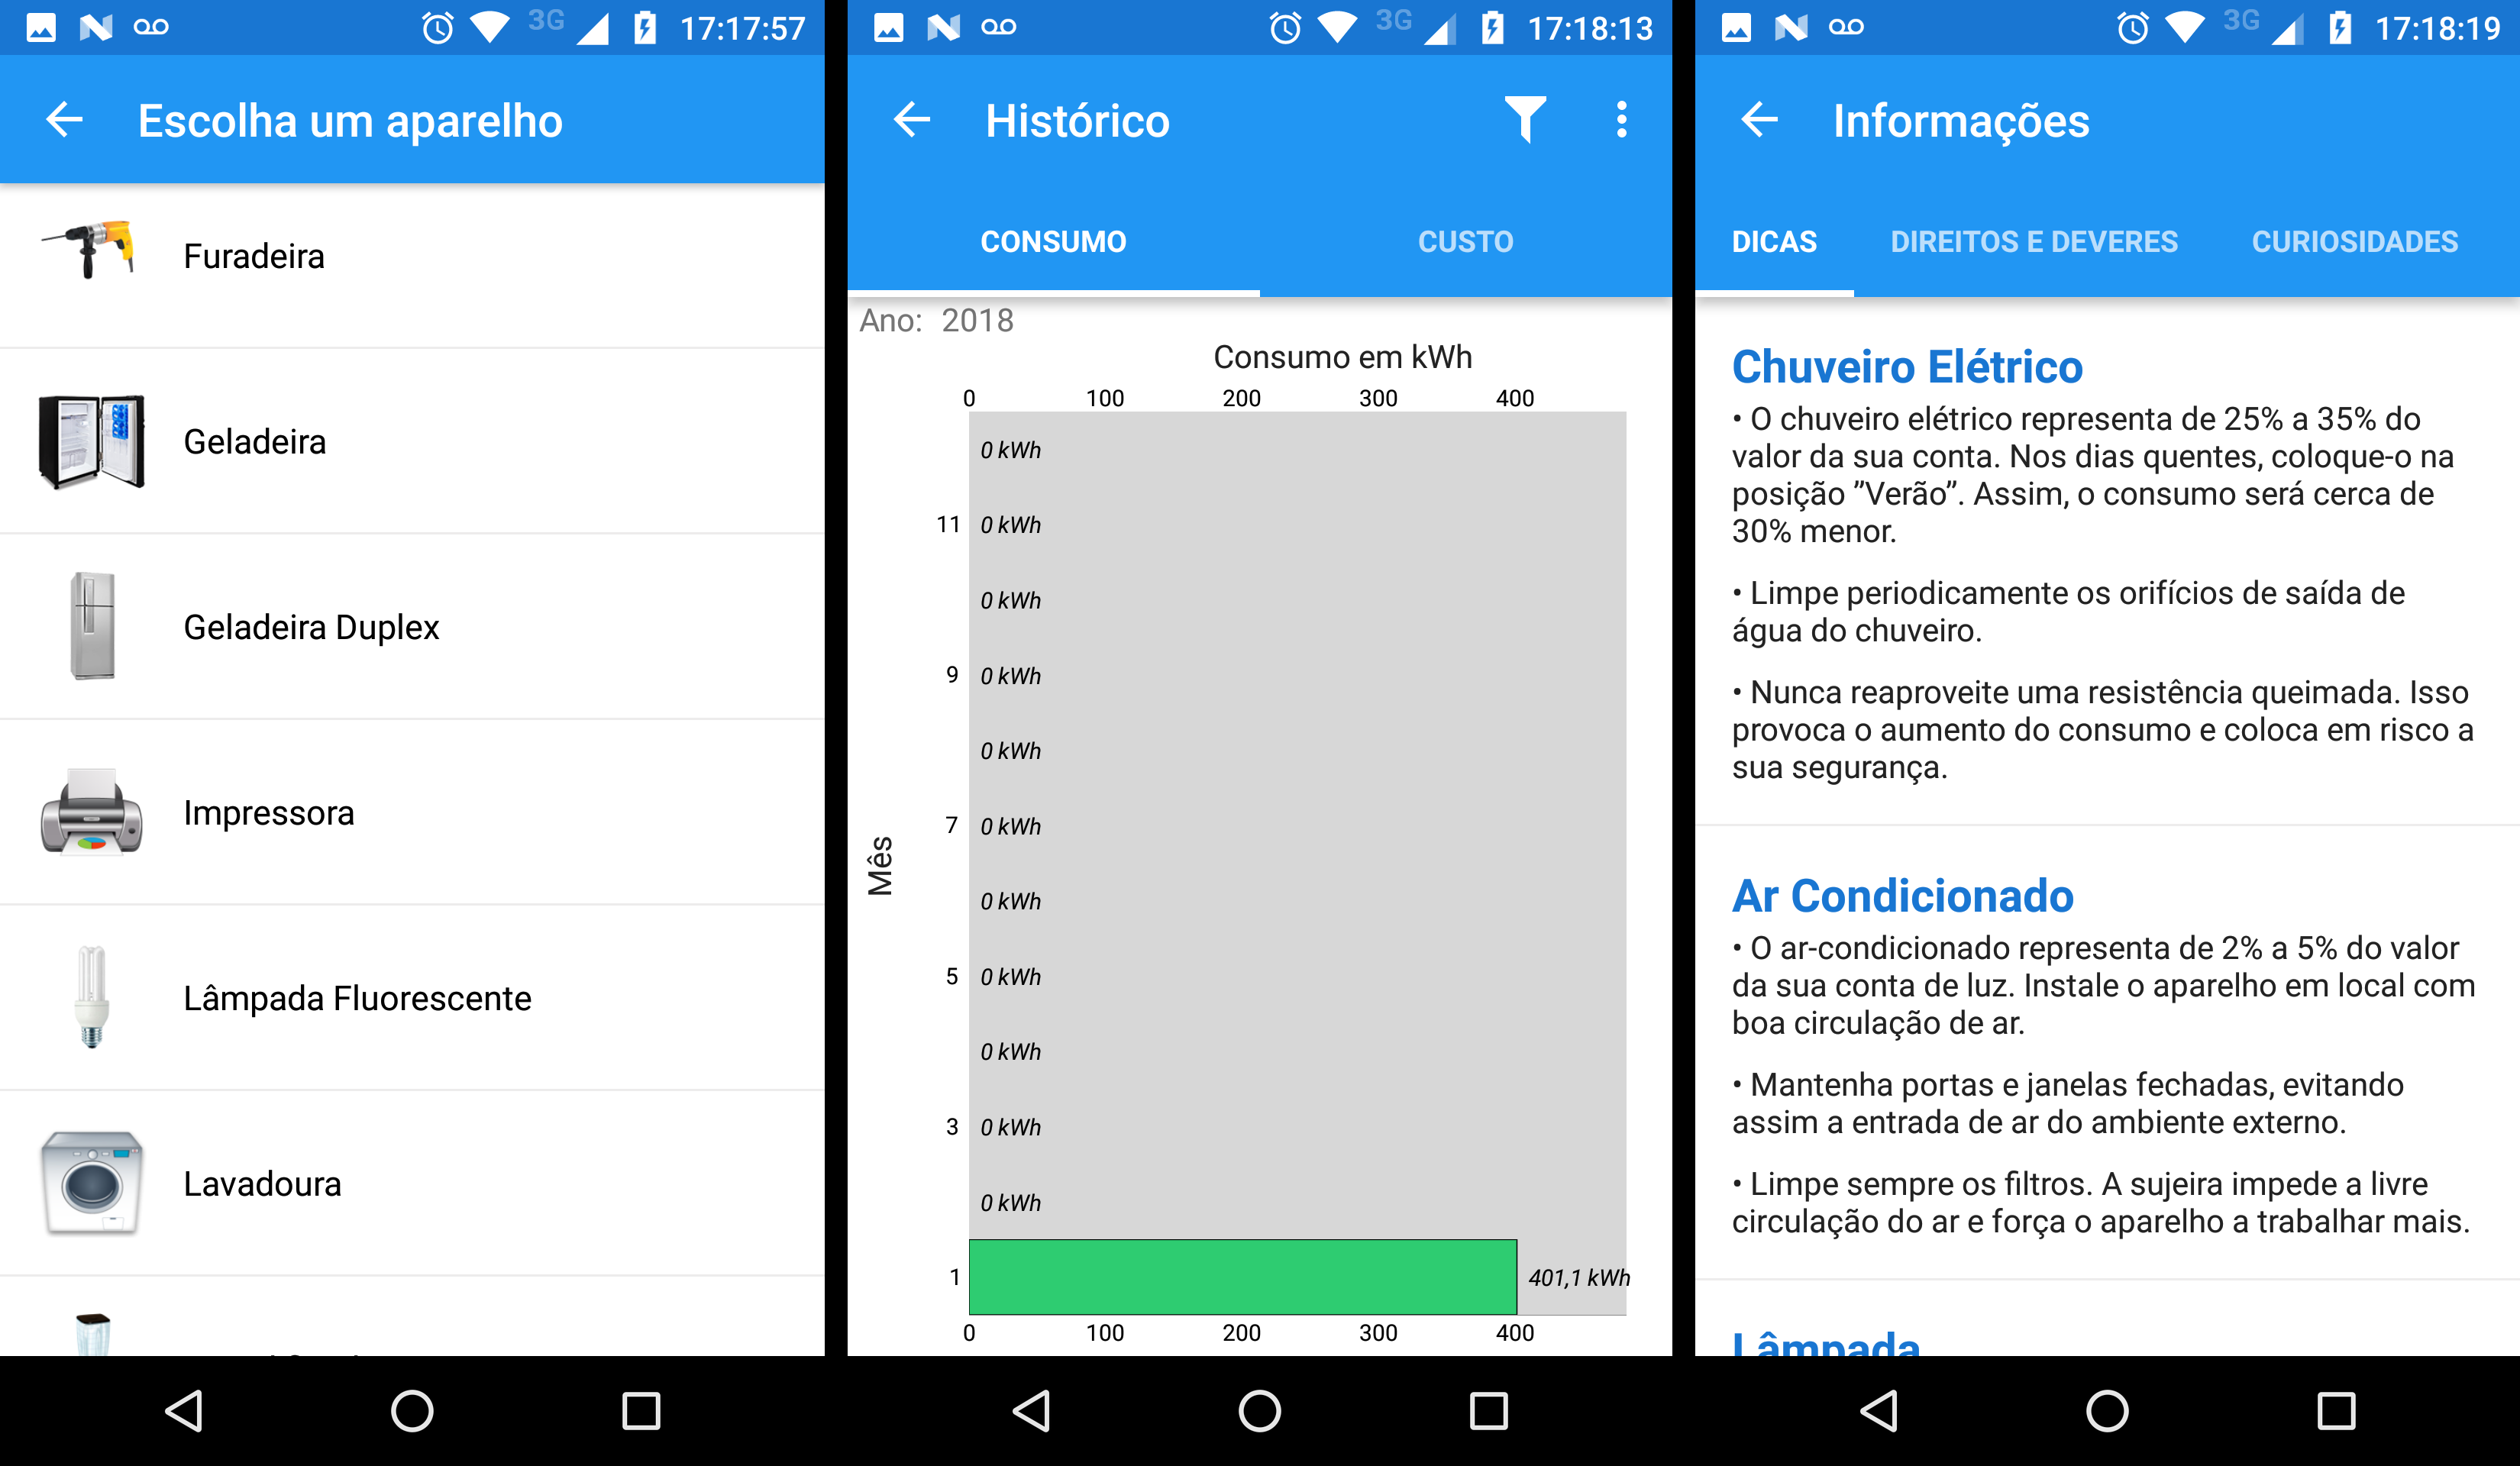 3G 17:17:57
Escolha um aparelho
Furadeira
Geladeira
Geladeira Duplex
Impressora
Lâmpada Fluorescente
Lavadoura
3G 17:18:13
Histórico
CONSUMO CUSTO
Ano: 2018
Consumo em kWh
0 100 200 300 400
0 kWh
11 0 kWh
0 kWh
9 0 kWh
0 kWh
7 0 kWh
Mês
0 kWh
5 0 kWh
0 kWh
3 0 kWh
0 kWh
1 401,1 kWh
0 100 200 300 400
3G 17:18:19
Informações
DICAS DIREITOS E DEVERES CURIOSIDADES
Chuveiro Elétrico
• O chuveiro elétrico representa de 25% a 35% do
valor da sua conta. Nos dias quentes, coloque-o na
posição ”Verão”. Assim, o consumo será cerca de
30% menor.
• Limpe periodicamente os orifícios de saída de
água do chuveiro.
• Nunca reaproveite uma resistência queimada. Isso
provoca o aumento do consumo e coloca em risco a
sua segurança.
Ar Condicionado
• O ar-condicionado representa de 2% a 5% do valor
da sua conta de luz. Instale o aparelho em local com
boa circulação de ar.
• Mantenha portas e janelas fechadas, evitando
assim a entrada de ar do ambiente externo.
• Limpe sempre os filtros. A sujeira impede a livre
circulação do ar e força o aparelho a trabalhar mais.
Lâmpada